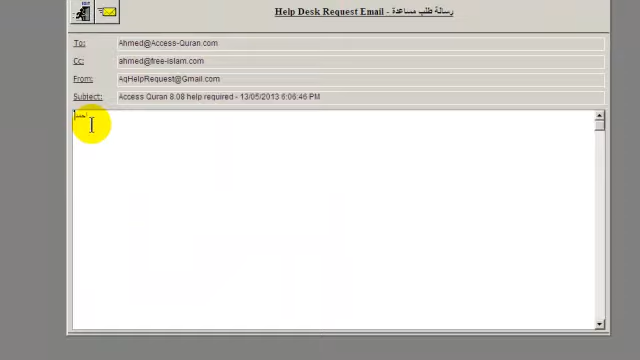 Help Desk Request Email - رسالة طلب مساعدة
To: Ahmed@Access-Quran.com
Cc: ahmed@free-islam.com
From: AqHelpRequest@Gmail.com
Subject: Access Quran 8.08 help required - 13/05/2013 6:06:46 PM